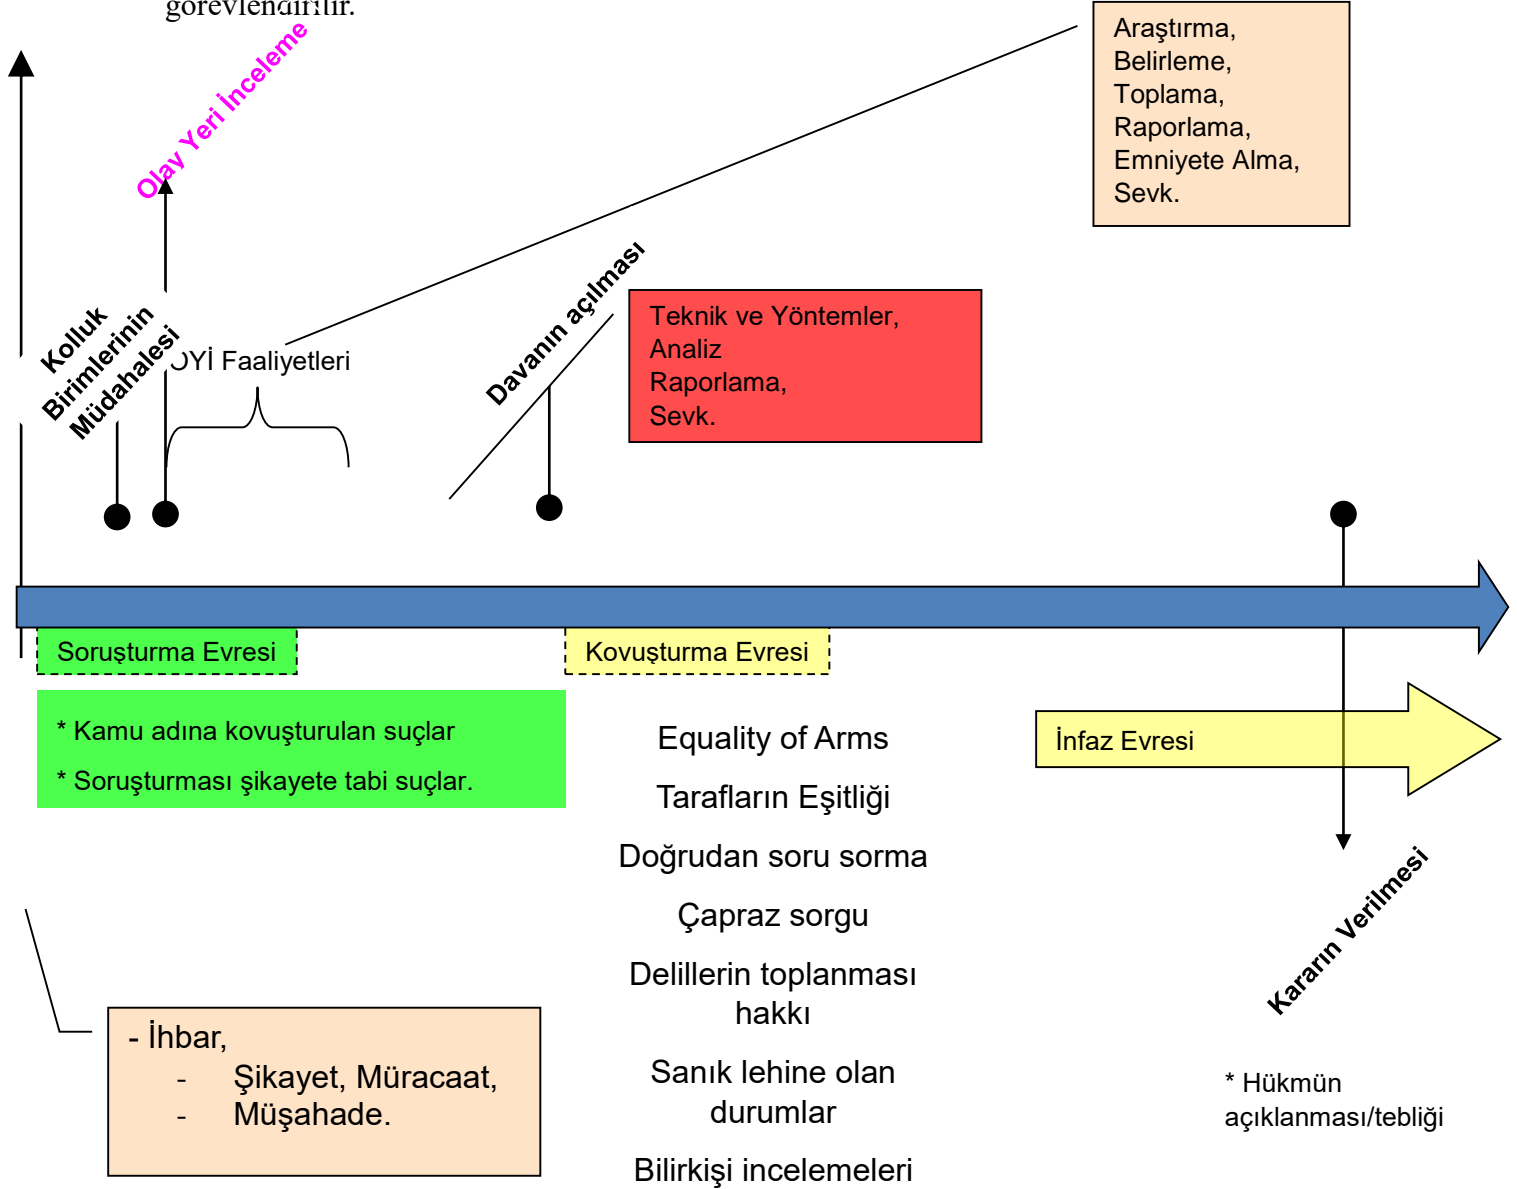 görevlendirilir.
Olay Yeri İnceleme
Araştırma,
Belirleme,
Toplama,
Raporlama,
Emniyete Alma,
Sevk.
Kolluk
Birimlerinin
Müdahalesi
OYİ Faaliyetleri
Davanın açılması
Teknik ve Yöntemler,
Analiz
Raporlama,
Sevk.
Soruşturma Evresi
Kovuşturma Evresi
* Kamu adına kovuşturulan suçlar
* Soruşturması şikayete tabi suçlar.
Equality of Arms
Tarafların Eşitliği
Doğrudan soru sorma
Çapraz sorgu
Delillerin toplanması
hakkı
Sanık lehine olan
durumlar
Bilirkişi incelemeleri
İnfaz Evresi
Kararın Verilmesi
* Hükmün
açıklanması/tebliği
- İhbar,
- Şikayet, Müracaat,
- Müşahade.